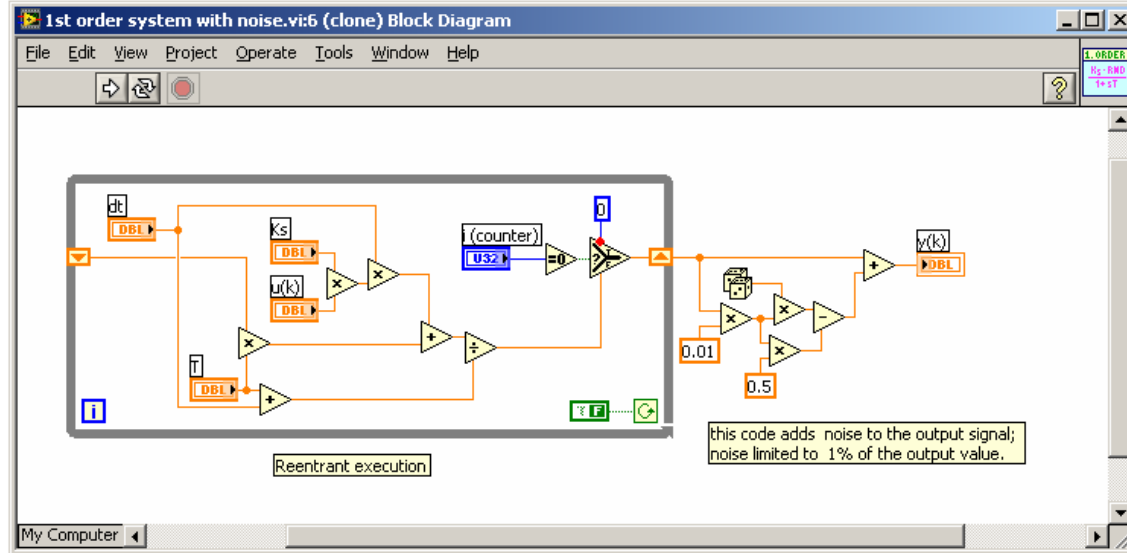 1st order system with noise.vi:6 (clone) Block Diagram
File Edit View Project Operate Tools Window Help
1.ORDER
Ks·RND
1+sT
?
dt
DBL
Ks
DBL
u(k)
DBL
T
DBL
i (counter)
U32
=0
0
?
T
F
y(k)
DBL
0.01
0.5
i
F
this code adds noise to the output signal;
noise limited to 1% of the output value.
Reentrant execution
My Computer